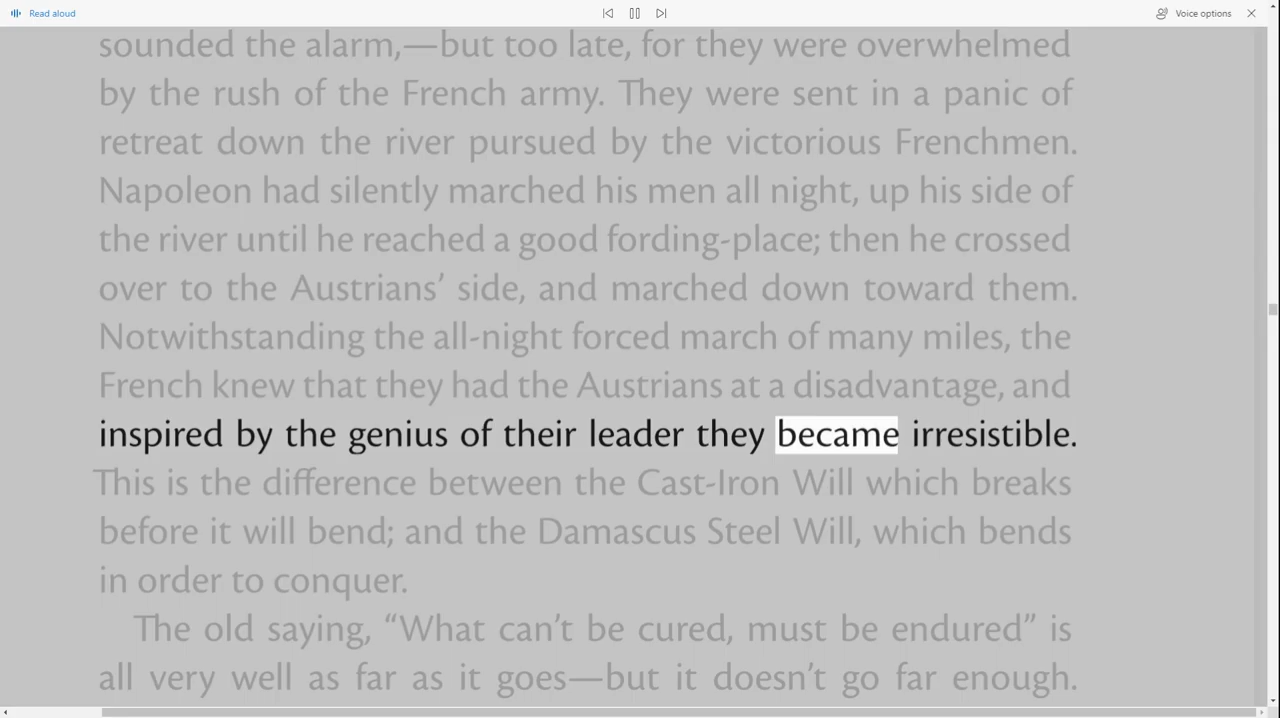 Read aloud
Voice options
sounded the alarm,—but too late, for they were overwhelmed
by the rush of the French army. They were sent in a panic of
retreat down the river pursued by the victorious Frenchmen.
Napoleon had silently marched his men all night, up his side of
the river until he reached a good fording-place; then he crossed
over to the Austrians’ side, and marched down toward them.
Notwithstanding the all-night forced march of many miles, the
French knew that they had the Austrians at a disadvantage, and
inspired by the genius of their leader they became irresistible.
This is the difference between the Cast-Iron Will which breaks
before it will bend; and the Damascus Steel Will, which bends
in order to conquer.
The old saying, “What can’t be cured, must be endured” is
all very well as far as it goes—but it doesn’t go far enough.